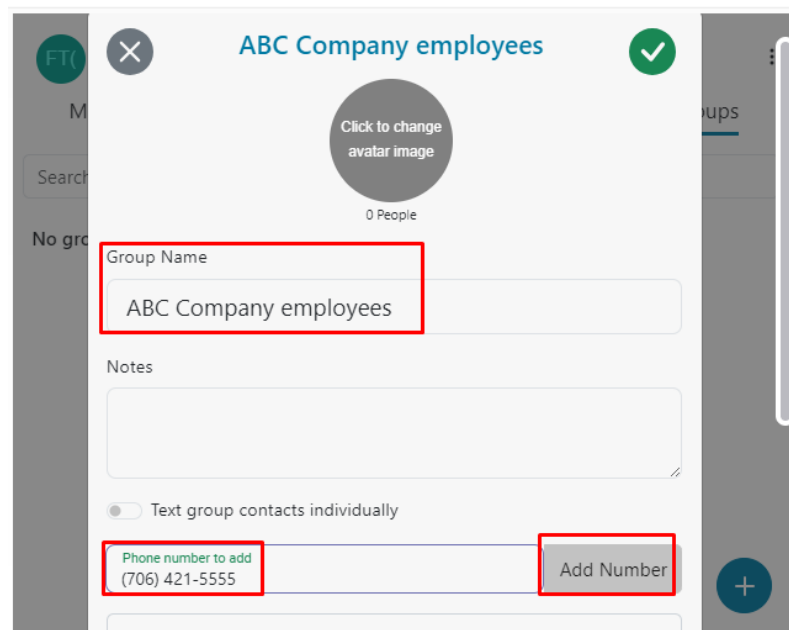 FT(
ABC Company employees
M
oups
Click to change
avatar image
Search
0 People
No gro
Group Name
ABC Company employees
Notes
Text group contacts individually
Phone number to add
(706) 421-5555
Add Number